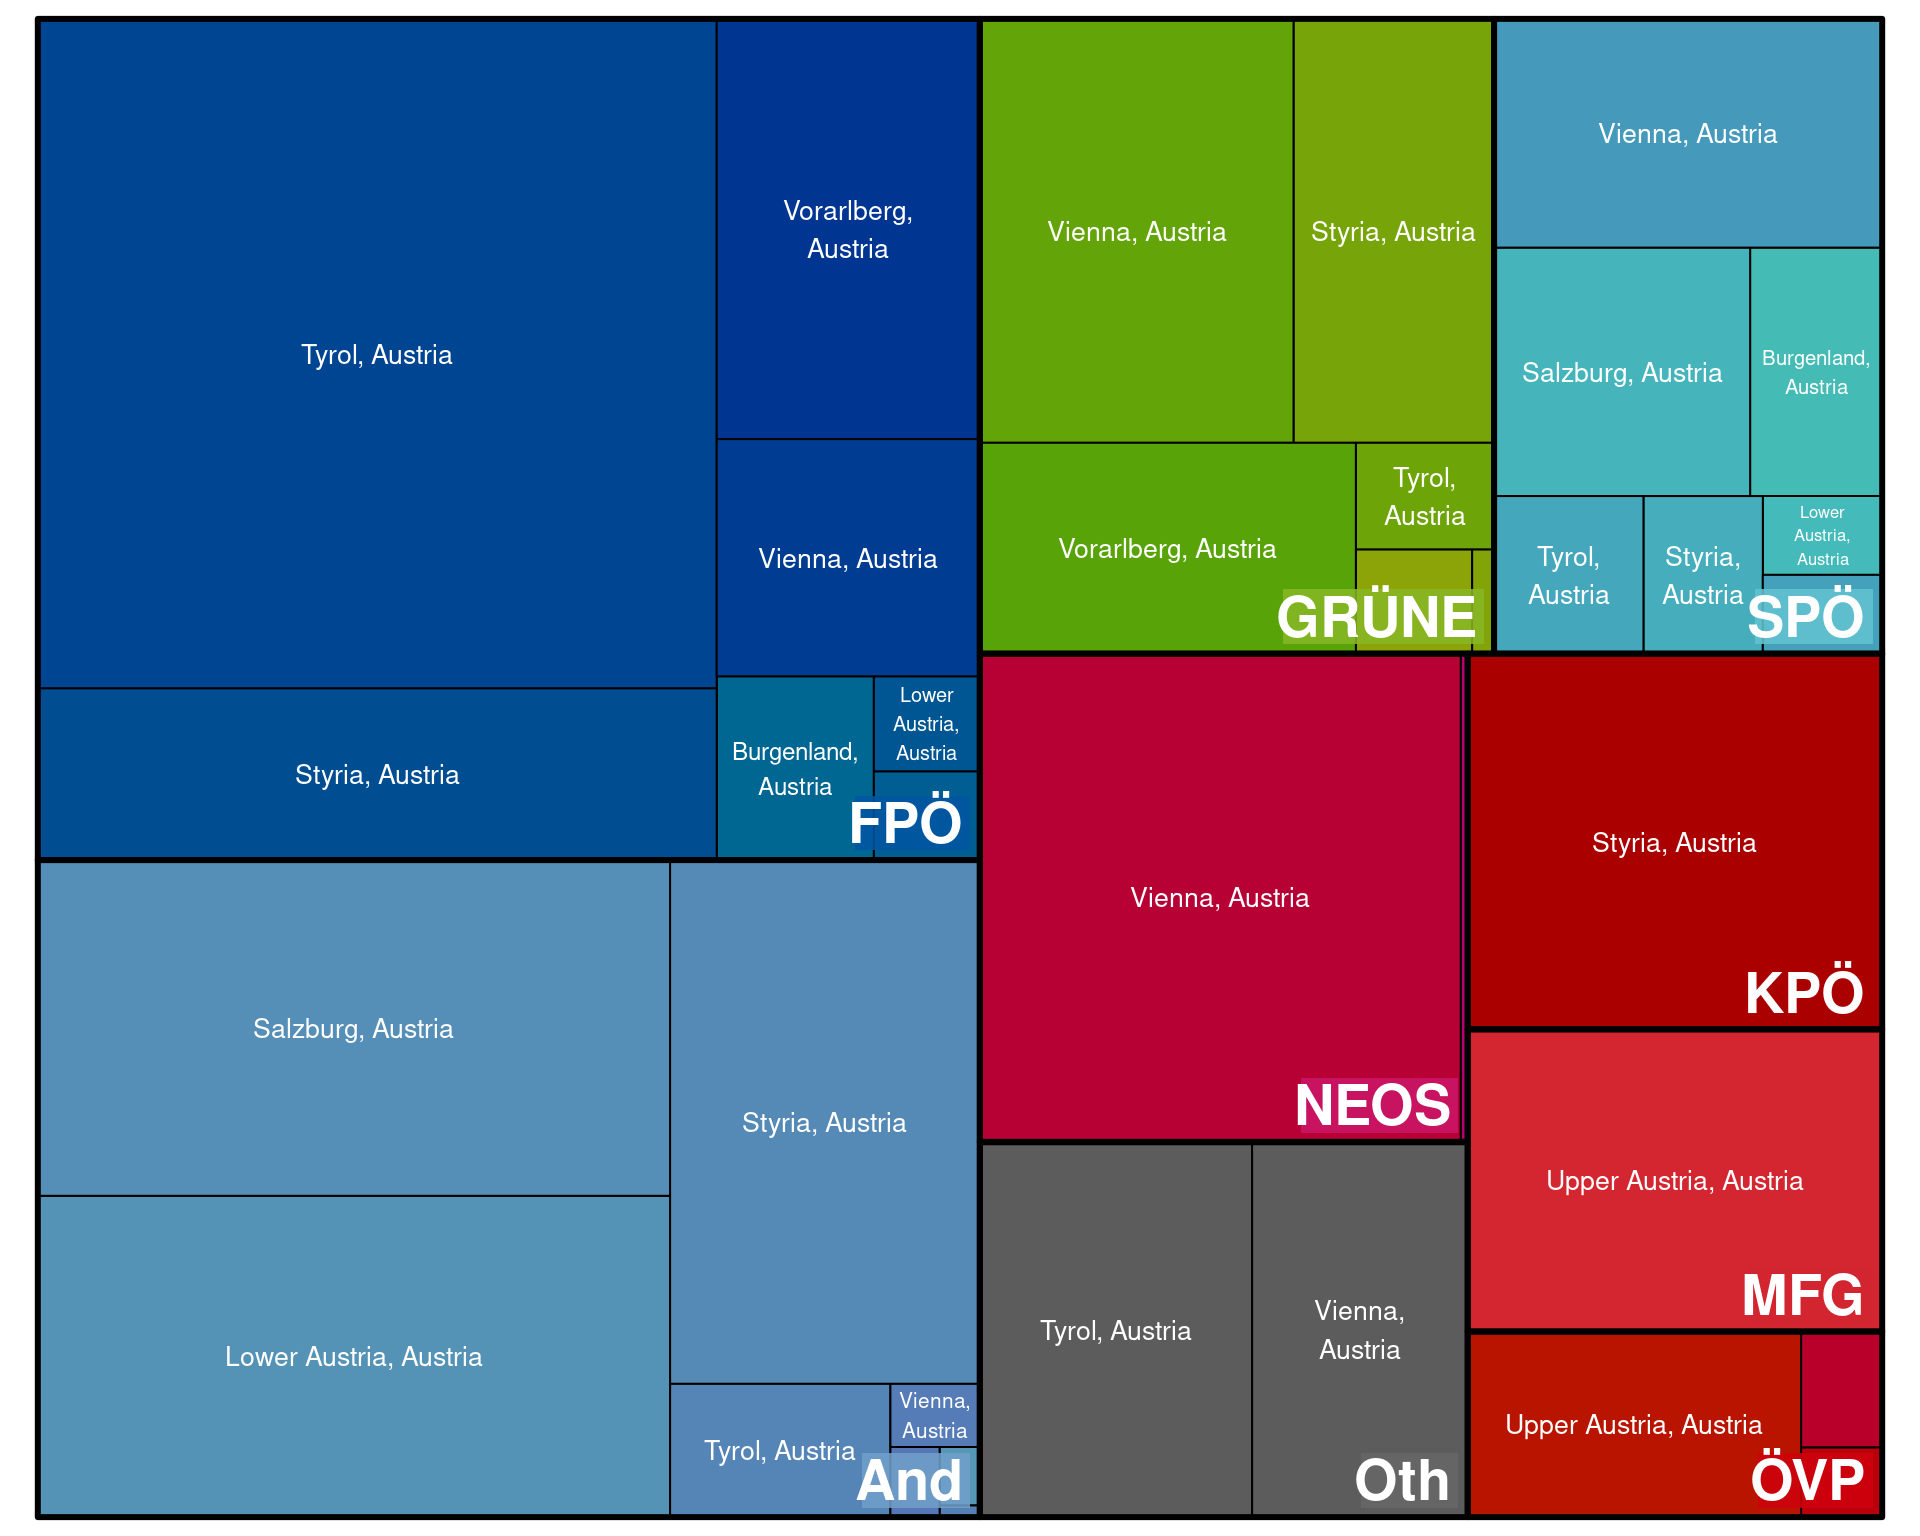 Tyrol, Austria
Vorarlberg,
Austria
Vienna, Austria
Styria, Austria
Burgenland,
Austria
Lower
Austria,
Austria
FPÖ
Salzburg, Austria
Lower Austria, Austria
Styria, Austria
Tyrol, Austria
Vienna,
Austria
And
Vienna, Austria
Styria, Austria
Vorarlberg, Austria
Tyrol,
Austria
GRÜNE
Vienna, Austria
Salzburg, Austria
Burgenland,
Austria
Tyrol,
Austria
Styria,
Austria
Lower
Austria,
Austria
SPÖ
Vienna, Austria
NEOS
Styria, Austria
KPÖ
Upper Austria, Austria
MFG
Tyrol, Austria
Vienna,
Austria
Oth
Upper Austria, Austria
ÖVP